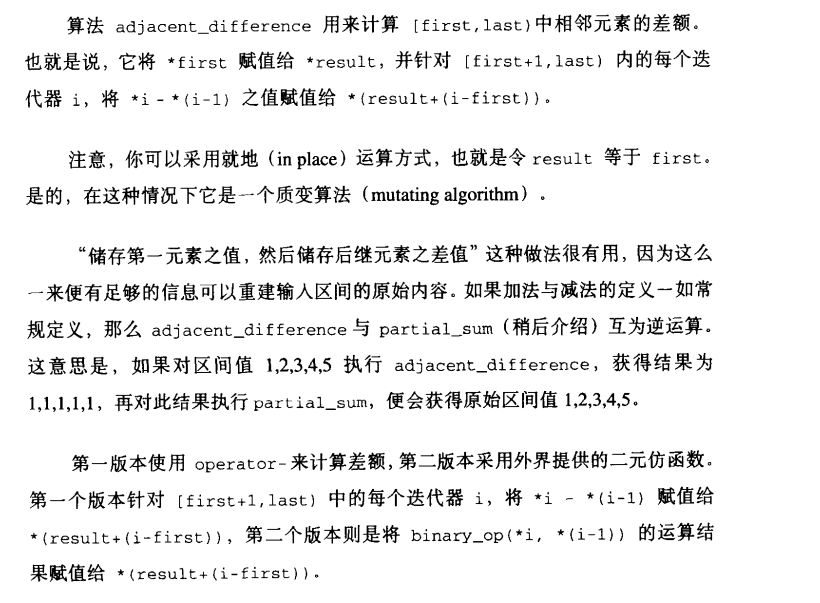 算法 adjacent_difference 用来计算 [first,last)中相邻元素的差额。
也就是说，它将 *first 赋值给 *result，并针对 [first+1,last) 内的每个迭
代器 i，将 *i - *(i-1) 之值赋值给 *(result+(i-first))。
注意，你可以采用就地（in place）运算方式，也就是令 result 等于 first。
是的，在这种情况下它是一个质变算法（mutating algorithm）。
“储存第一元素之值，然后储存后继元素之差值”这种做法很有用，因为这么
一来便有足够的信息可以重建输入区间的原始内容。如果加法与减法的定义一如常
规定义，那么 adjacent_difference 与 partial_sum（稍后介绍）互为逆运算。
这意思是，如果对区间值 1,2,3,4,5 执行 adjacent_difference，获得结果为
1,1,1,1,1，再对此结果执行 partial_sum，便会获得原始区间值 1,2,3,4,5。
第一版本使用 operator- 来计算差额，第二版本采用外界提供的二元仿函数。
第一个版本针对 [first+1,last) 中的每个迭代器 i，将 *i - *(i-1) 赋值给
*(result+(i-first))，第二个版本则是将 binary_op(*i, *(i-1)) 的运算结
果赋值给 *(result+(i-first))。